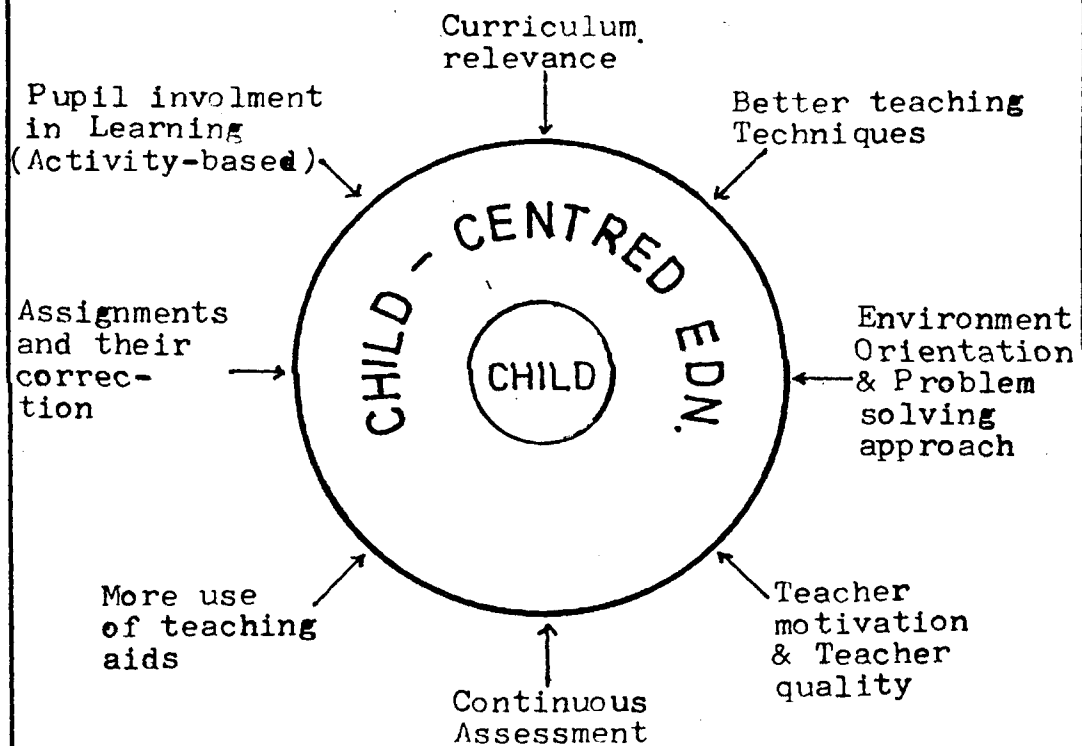 Curriculum.
relevance
Pupil involment
in Learning
(Activity-based)
Better teaching
Techniques
CHILD - CENTRED EDN.
CHILD
Assignments
and their
correc-
tion
Environment
Orientation
& Problem
solving
approach
More use
of teaching
aids
Teacher
motivation
& Teacher
quality
Continuous
Assessment